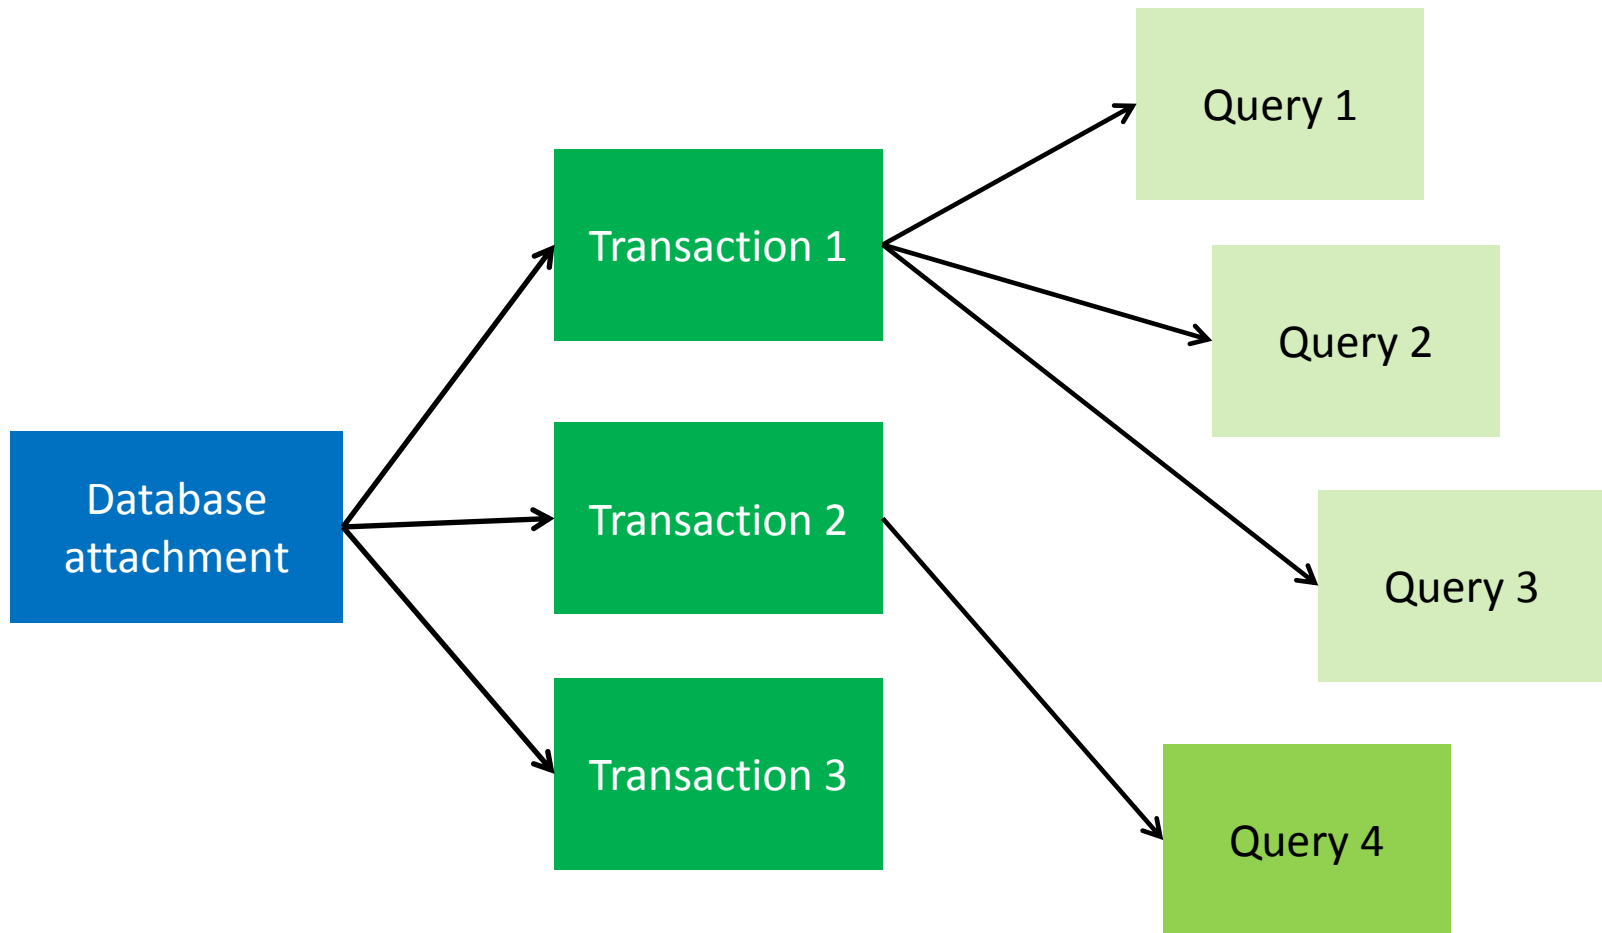 Database
attachment
Transaction 1
Transaction 2
Transaction 3
Query 1
Query 2
Query 3
Query 4